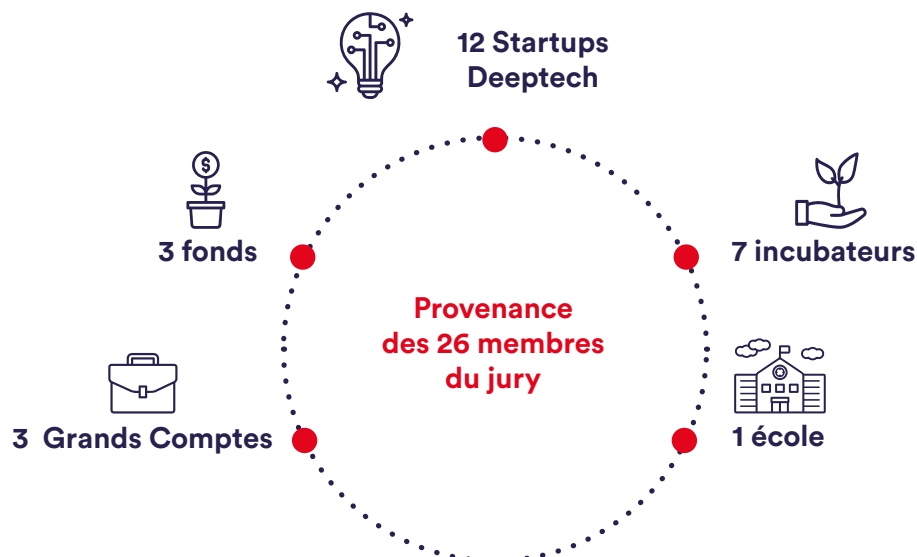 12 Startups
Deeptech
3 fonds
7 incubateurs
Provenance
des 26 membres
du jury
3 Grands Comptes
1 école